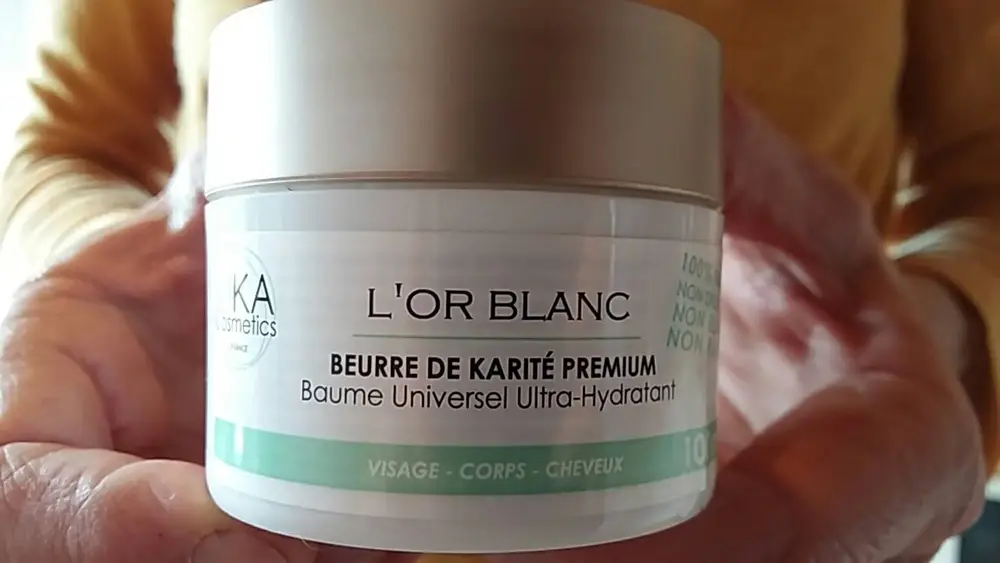 KA
osmetics
L'OR BLANC
BEURRE DE KARITÉ PREMIUM
Baume Universel Ultra-Hydratant
VISAGE - CORPS - CHEVEUX
100%
NON
NON
NON
10